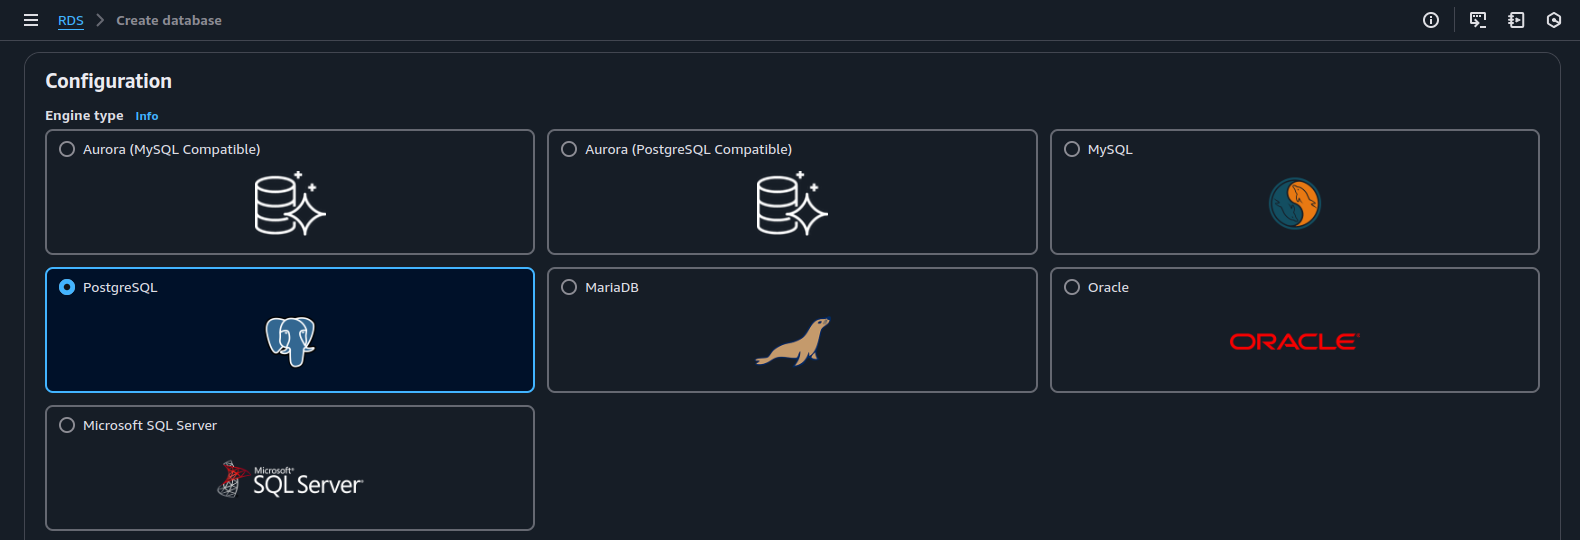 RDS > Create database
Configuration
Engine type Info
Aurora (MySQL Compatible)
Aurora (PostgreSQL Compatible)
MySQL
PostgreSQL
MariaDB
Oracle
ORACLE
Microsoft SQL Server
Microsoft®
SQL Server